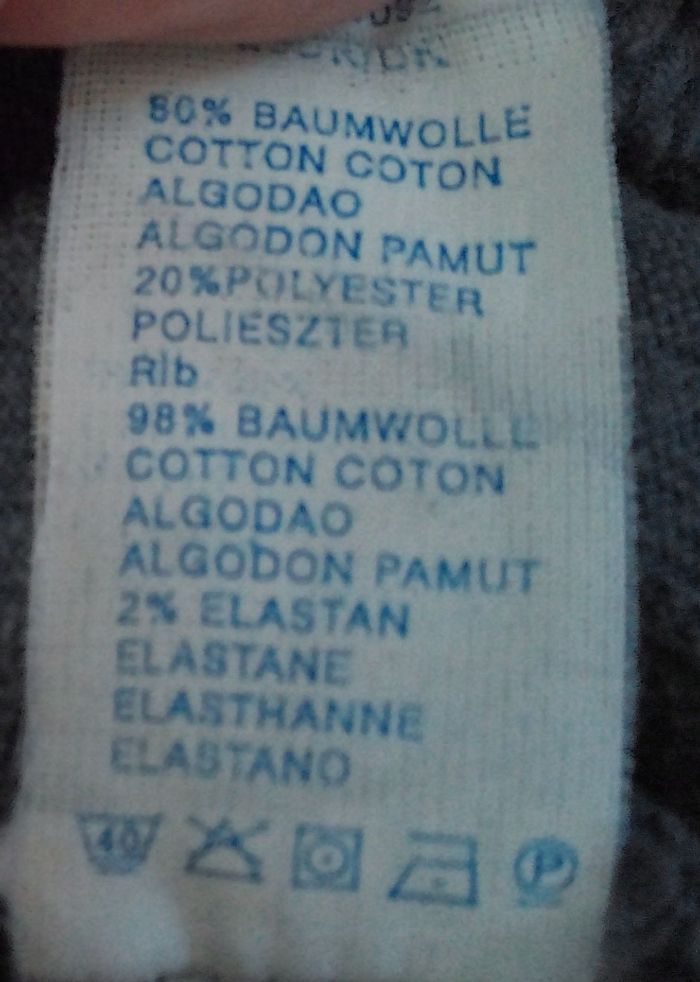 80% BAUMWOLLE
COTTON COTON
ALGODAO
ALGODON PAMUT
20%POLYESTER
POLIESZTER
Rib
98% BAUMWOLLE
COTTON COTON
ALGODAO
ALGODON PAMUT
2% ELASTAN
ELASTANE
ELASTHANNE
ELASTANO
40 P